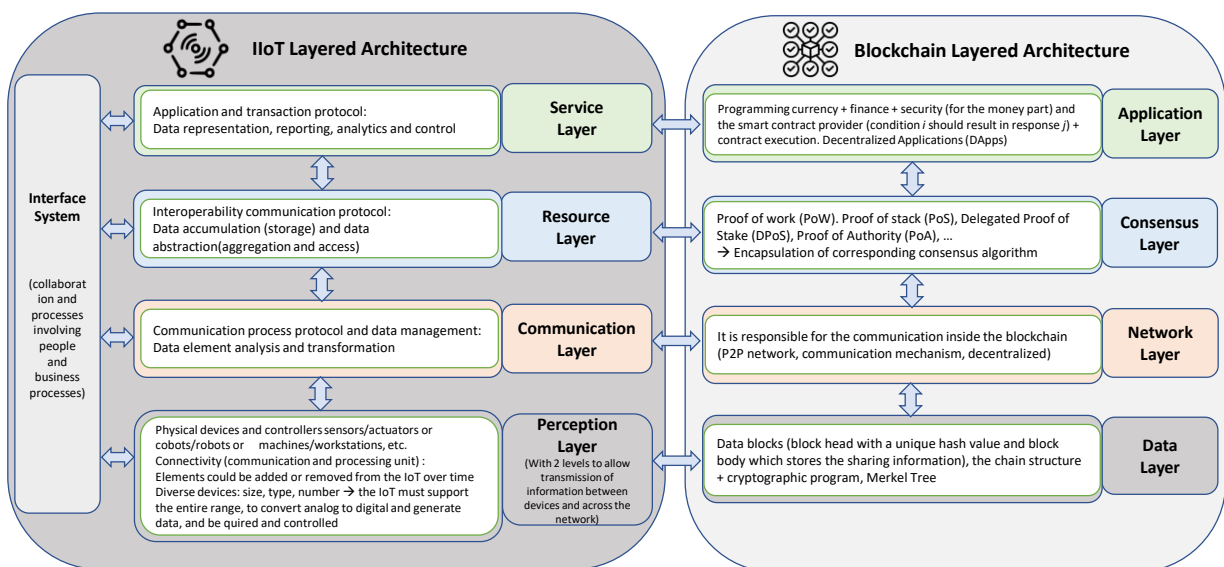 IIoT Layered Architecture
Interface
System
(collaborat
ion and
processes
involving
people
and
business
processes)
Application and transaction protocol:
Data representation, reporting, analytics and control
Service
Layer
Interoperability communication protocol:
Data accumulation (storage) and data
abstraction(aggregation and access)
Resource
Layer
Communication process protocol and data management:
Data element analysis and transformation
Communication
Layer
Physical devices and controllers sensors/actuators or
cobots/robots or machines/workstations, etc.
Connectivity (communication and processing unit) :
Elements could be added or removed from the IoT over time
Diverse devices: size, type, number → the IoT must support
the entire range, to convert analog to digital and generate
data, and be quired and controlled
Perception
Layer
(With 2 levels to allow
transmission of
information between
devices and across the
network)
Blockchain Layered Architecture
Programming currency + finance + security (for the money part) and
the smart contract provider (condition i should result in response j) +
contract execution. Decentralized Applications (DApps)
Application
Layer
Proof of work (PoW). Proof of stack (PoS), Delegated Proof of
Stake (DPoS), Proof of Authority (PoA), ...
→ Encapsulation of corresponding consensus algorithm
Consensus
Layer
It is responsible for the communication inside the blockchain
(P2P network, communication mechanism, decentralized)
Network
Layer
Data blocks (block head with a unique hash value and block
body which stores the sharing information), the chain structure
+ cryptographic program, Merkel Tree
Data
Layer